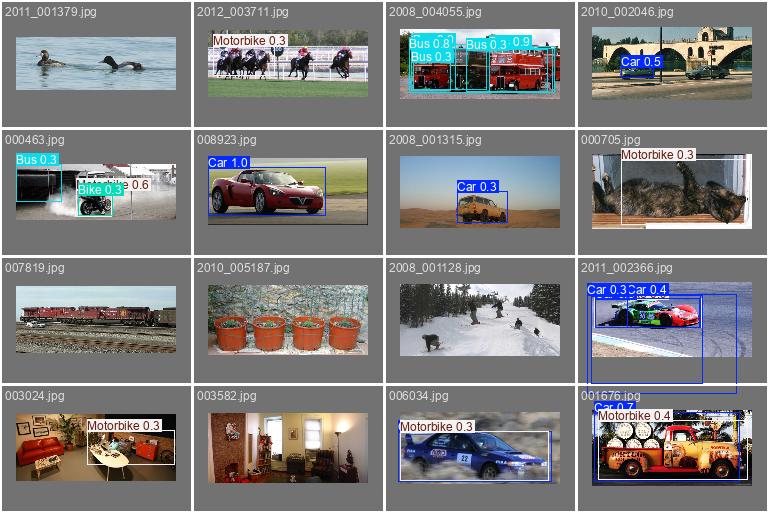 2011_001379.jpg
2012_003711.jpg
Motorbike 0.3
2008_004055.jpg
Bus 0.8
Bus 0.3
0.9
Bus 0.3
2010_002046.jpg
Car 0.5
000463.jpg
Bus 0.3
0.6
Bike 0.3
008923.jpg
Car 1.0
2008_001315.jpg
Car 0.3
000705.jpg
Motorbike 0.3
007819.jpg
2010_005187.jpg
2008_001128.jpg
2011_002366.jpg
Car 0.3
Car 0.4
003024.jpg
Motorbike 0.3
003582.jpg
006034.jpg
Motorbike 0.3
22
001676.jpg
Car 0.7
Motorbike 0.4